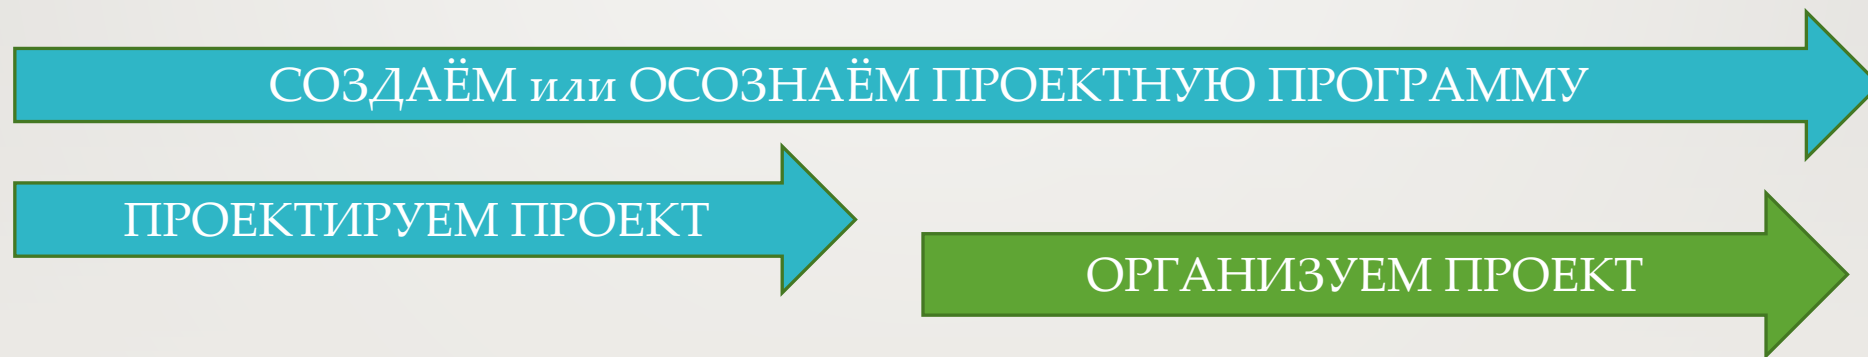 СОЗДАЁМ или ОСОЗНАЁМ ПРОЕКТНУЮ ПРОГРАММУ
ПРОЕКТИРУЕМ ПРОЕКТ
ОРГАНИЗУЕМ ПРОЕКТ